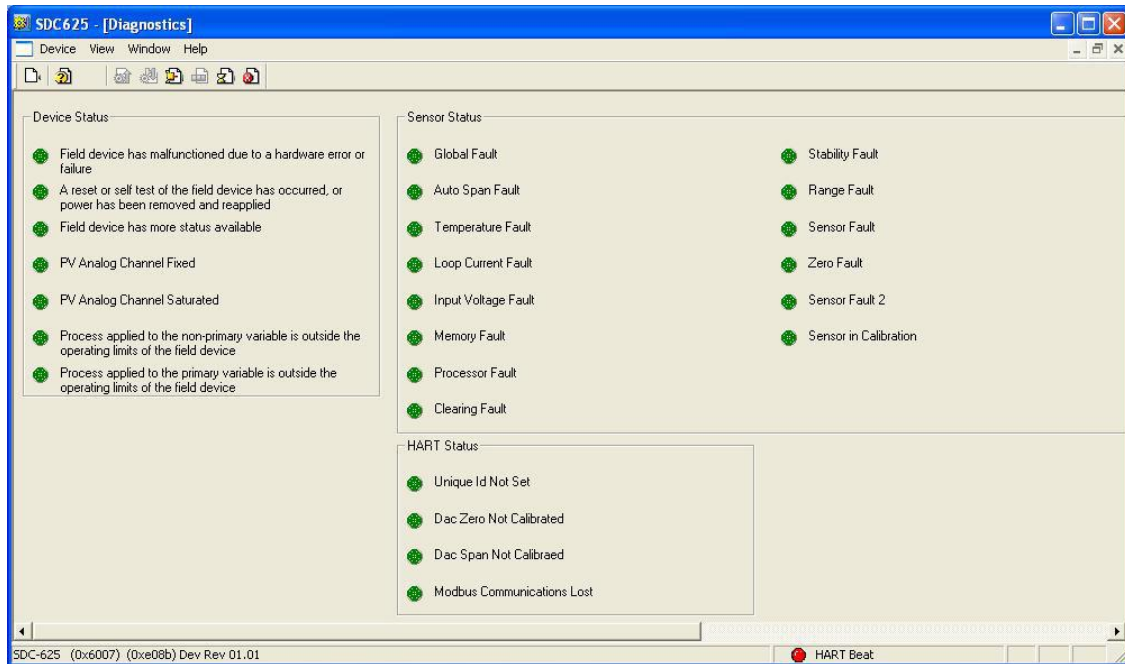 SDC625 - [Diagnostics]
Device View Window Help
Device Status
Field device has malfunctioned due to a hardware error or
failure
A reset or self test of the field device has occurred, or
power has been removed and reapplied
Field device has more status available
PV Analog Channel Fixed
PV Analog Channel Saturated
Process applied to the non-primary variable is outside the
operating limits of the field device
Process applied to the primary variable is outside the
operating limits of the field device
Sensor Status
Global Fault
Auto Span Fault
Temperature Fault
Loop Current Fault
Input Voltage Fault
Memory Fault
Processor Fault
Clearing Fault
Stability Fault
Range Fault
Sensor Fault
Zero Fault
Sensor Fault 2
Sensor in Calibration
HART Status
Unique Id Not Set
Dac Zero Not Calibrated
Dac Span Not Calibraed
Modbus Communications Lost
SDC-625 (0x6007) (0xe08b) Dev Rev 01.01
HART Beat